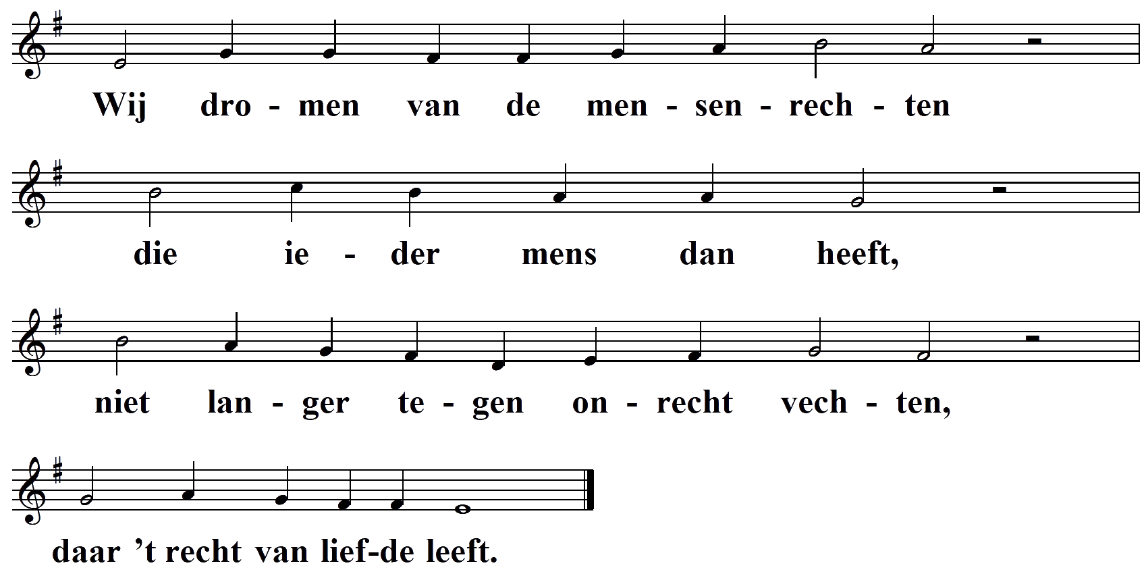 Wij dro - men van de men - sen - rech - ten
die ie - der mens dan heeft,
niet lan - ger te - gen on - recht vech - ten,
daar ’t recht van lief-de leeft.